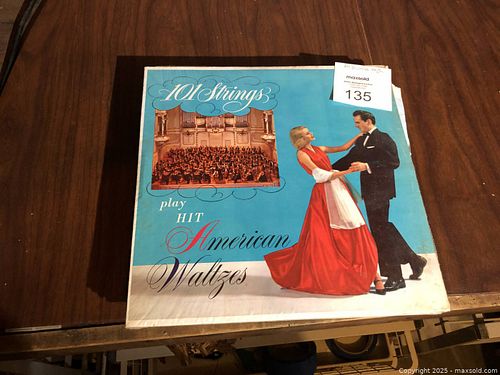 101 Strings
maxsold
135
play
HIT
American
Waltzes
Copyright 2025 - maxsold.com